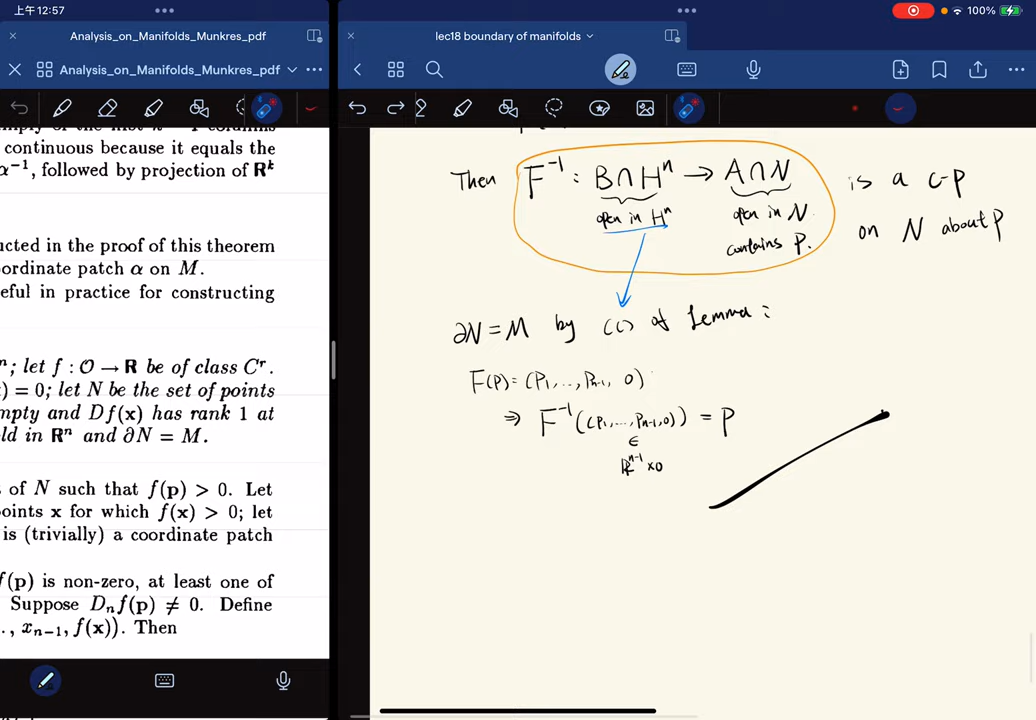 上午12:57
100%
Analysis_on_Manifolds_Munkres_pdf
lec18 boundary of manifolds
Analysis_on_Manifolds_Munkres_pdf
continuous because it equals the
α⁻¹, followed by projection of Rᵏ
ucted in the proof of this theorem
ordinate patch α on M.
eful in practice for constructing
ⁿ; let f : O → R be of class Cʳ.
) = 0; let N be the set of points
mpty and Df(x) has rank 1 at
ld in Rⁿ and ∂N = M.
of N such that f(p) > 0. Let
oints x for which f(x) > 0; let
is (trivially) a coordinate patch
f(p) is non-zero, at least one of
Suppose Dₙf(p) ≠ 0. Define
., xₙ₋₁, f(x)). Then
Then F⁻¹ : B∩Hⁿ → A∩N is a c-p
open in Hⁿ open in N
contains P. on N about P
∂N = M by (c) of Lemma :
F(p) = (P₁, ..., Pₙ₋₁, 0)
⇒ F⁻¹((P₁, ..., Pₙ₋₁, 0)) = P
∈
Rⁿ⁻¹ × 0